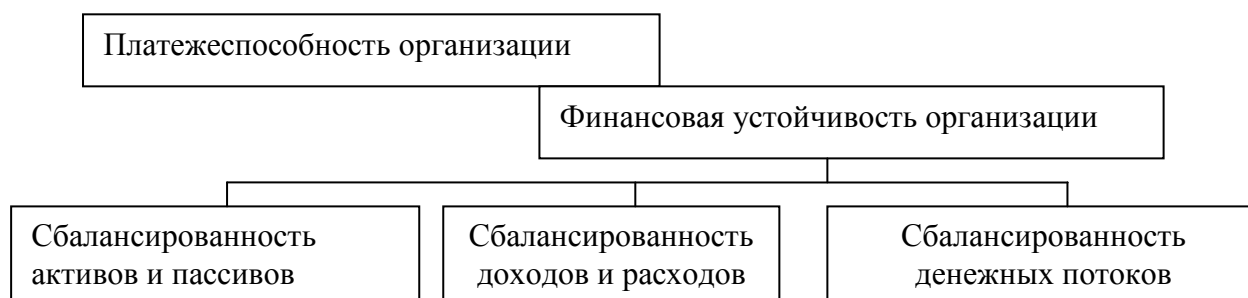 Платежеспособность организации
Финансовая устойчивость организации
Сбалансированность
активов и пассивов
Сбалансированность
доходов и расходов
Сбалансированность
денежных потоков